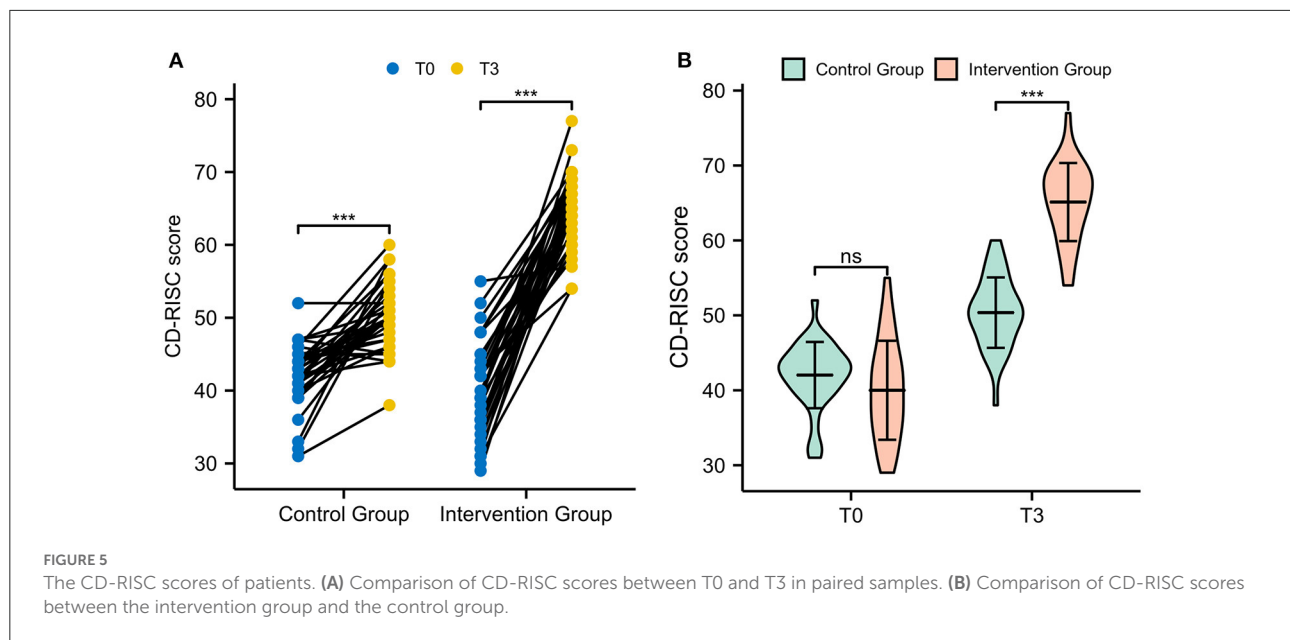 A
T0 T3
CD-RISC score
80
70
60
50
40
30
***
***
Control Group Intervention Group
B
Control Group Intervention Group
CD-RISC score
80
70
60
50
40
30
ns
***
T0 T3
FIGURE 5
The CD-RISC scores of patients. (A) Comparison of CD-RISC scores between T0 and T3 in paired samples. (B) Comparison of CD-RISC scores
between the intervention group and the control group.